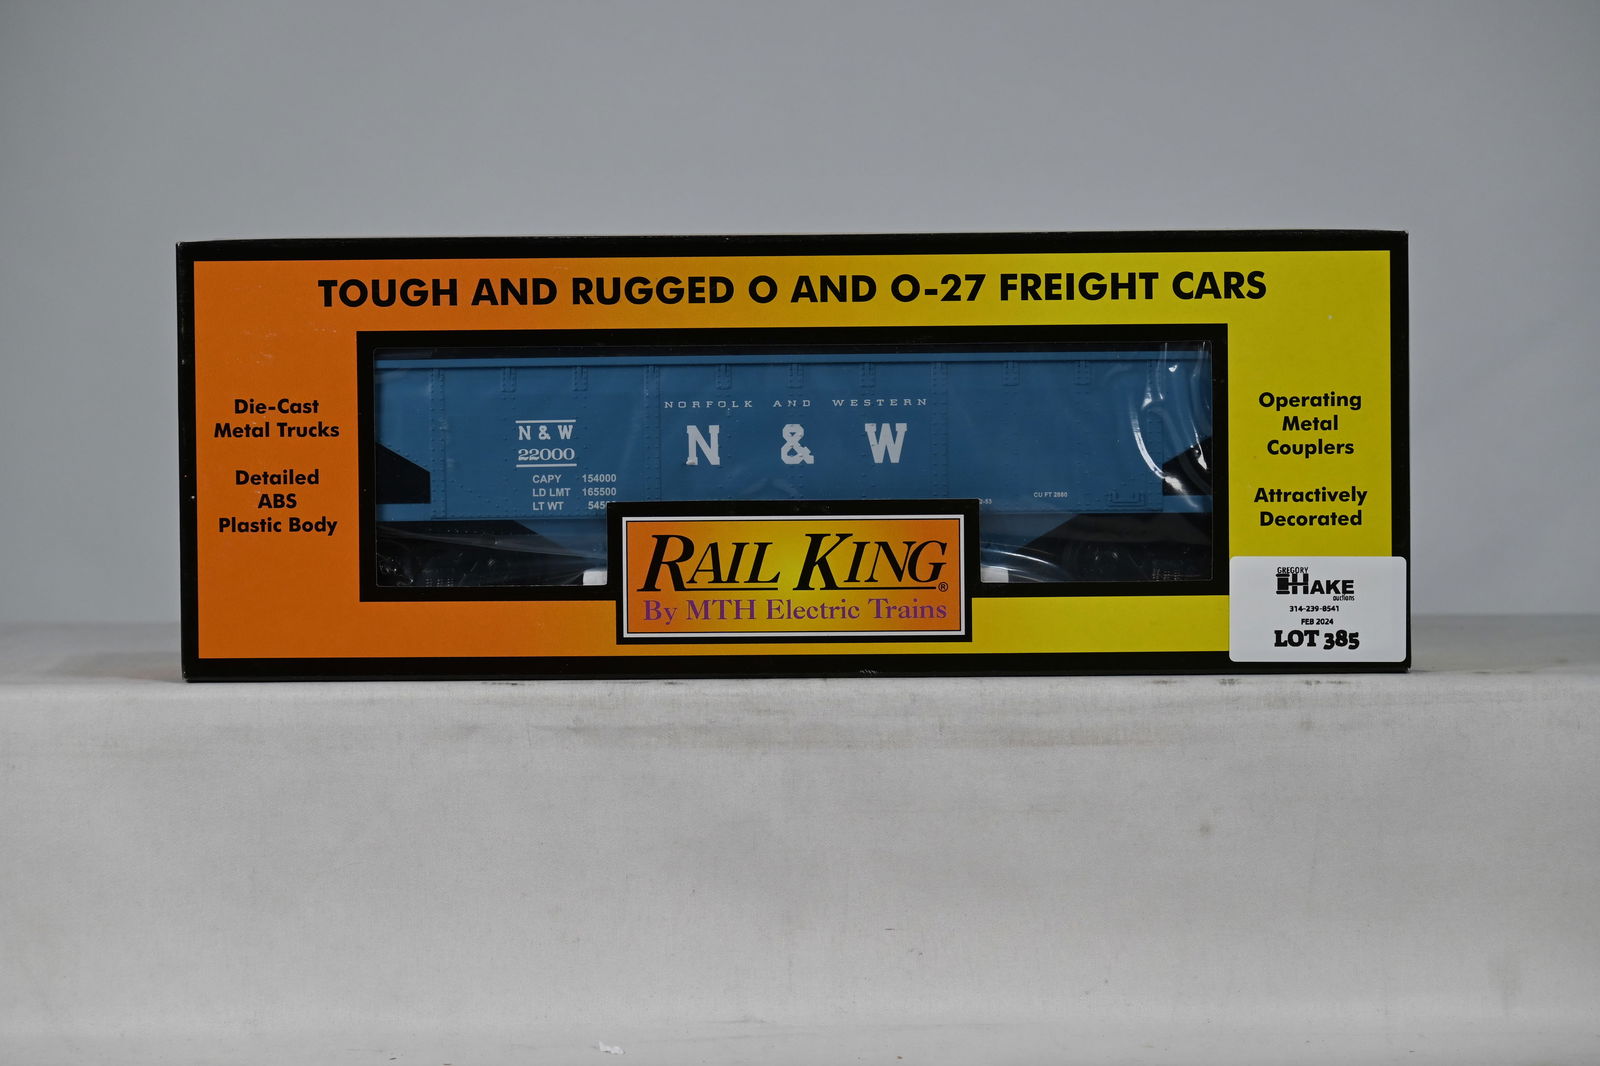 TOUGH AND RUGGED O AND O-27 FREIGHT CARS
Die-Cast
Metal Trucks
Detailed
ABS
Plastic Body
NORFOLK AND WESTERN
N & W
N & W
22000
CAPY 154000
LD LMT 165500
LT WT 545
CU FT 2880
RAIL KING®
By MTH Electric Trains
Operating
Metal
Couplers
Attractively
Decorated
GREGORY
HAKE
auctions
314-239-8541
FEB 2024
LOT 385